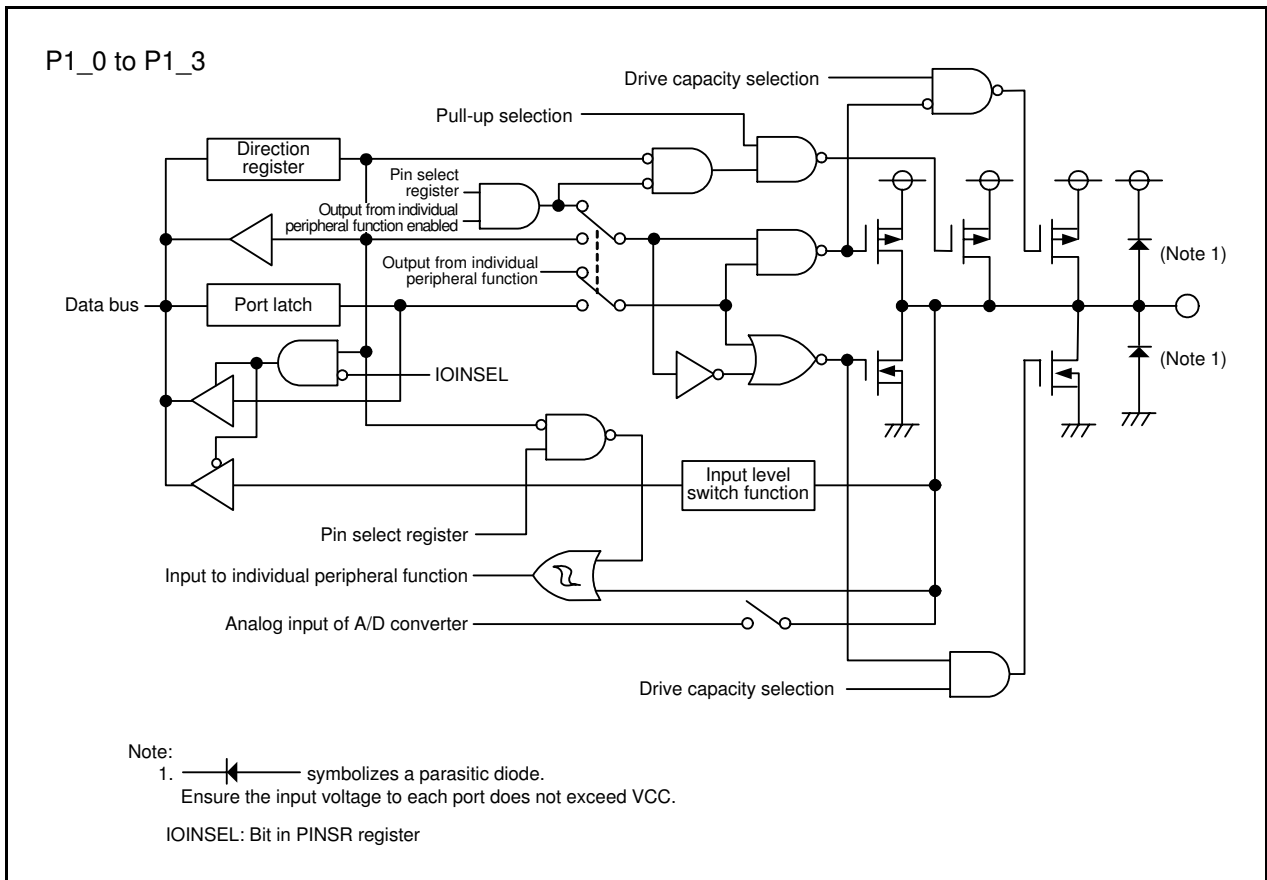 P1_0 to P1_3
Drive capacity selection
Pull-up selection
Direction
register
Pin select
register
Output from individual
peripheral function enabled
Output from individual
peripheral function
(Note 1)
Data bus
Port latch
(Note 1)
IOINSEL
Input level
switch function
Pin select register
Input to individual peripheral function
Analog input of A/D converter
Drive capacity selection
Note:
1. symbolizes a parasitic diode.
Ensure the input voltage to each port does not exceed VCC.
IOINSEL: Bit in PINSR register